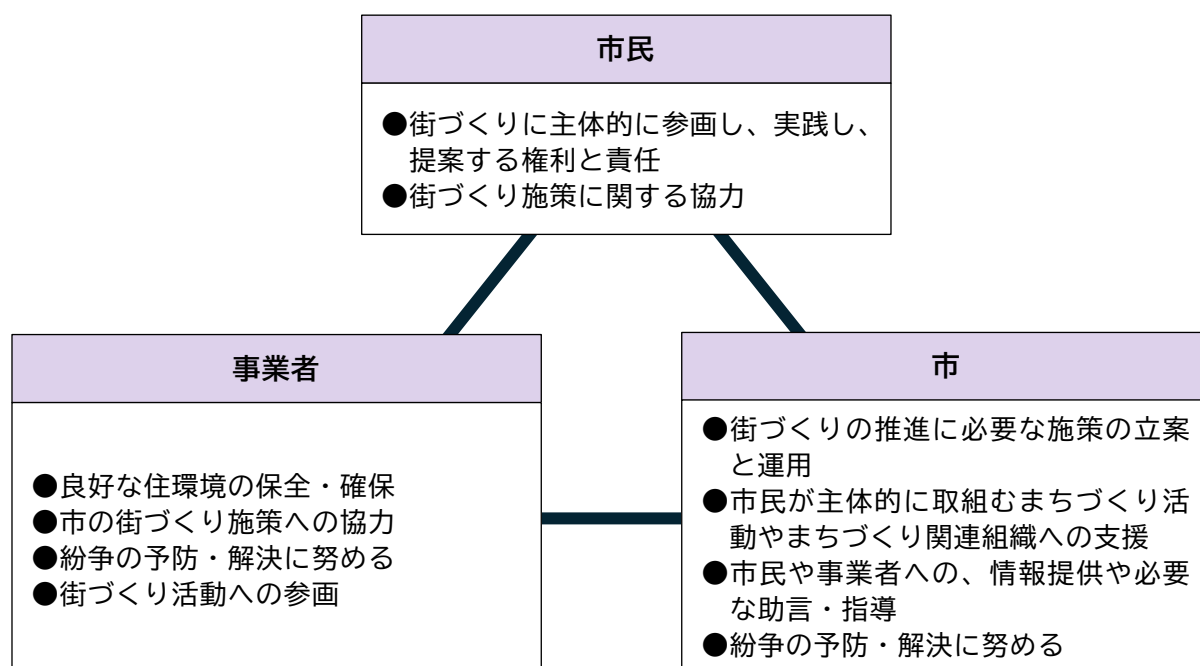 市民
●街づくりに主体的に参画し、実践し、
提案する権利と責任
●街づくり施策に関する協力
事業者
●良好な住環境の保全・確保
●市の街づくり施策への協力
●紛争の予防・解決に努める
●街づくり活動への参画
市
●街づくりの推進に必要な施策の立案
と運用
●市民が主体的に取組むまちづくり活
動やまちづくり関連組織への支援
●市民や事業者への、情報提供や必要
な助言・指導
●紛争の予防・解決に努める